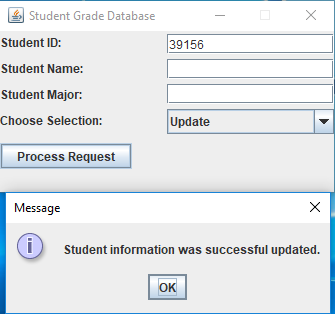 Student Grade Database
Student ID: 39156
Student Name:
Student Major:
Choose Selection: Update
Process Request
Message
Student information was successful updated.
OK